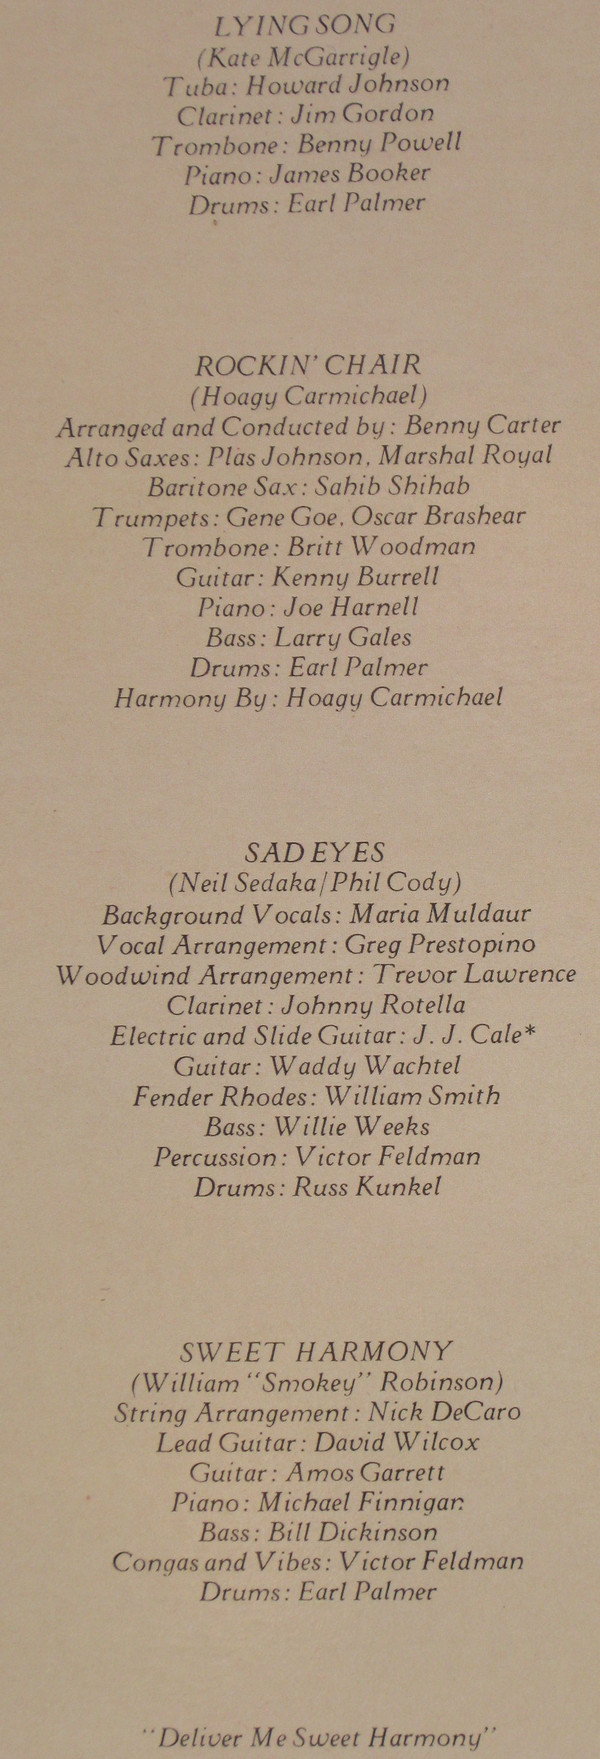 LYING SONG
(Kate McGarrigle)
Tuba: Howard Johnson
Clarinet: Jim Gordon
Trombone: Benny Powell
Piano: James Booker
Drums: Earl Palmer
ROCKIN' CHAIR
(Hoagy Carmichael)
Arranged and Conducted by: Benny Carter
Alto Saxes: Plas Johnson, Marshal Royal
Baritone Sax: Sahib Shihab
Trumpets: Gene Goe, Oscar Brashear
Trombone: Britt Woodman
Guitar: Kenny Burrell
Piano: Joe Harnell
Bass: Larry Gales
Drums: Earl Palmer
Harmony By: Hoagy Carmichael
SAD EYES
(Neil Sedaka/Phil Cody)
Background Vocals: Maria Muldaur
Vocal Arrangement: Greg Prestopino
Woodwind Arrangement: Trevor Lawrence
Clarinet: Johnny Rotella
Electric and Slide Guitar: J. J. Cale*
Guitar: Waddy Wachtel
Fender Rhodes: William Smith
Bass: Willie Weeks
Percussion: Victor Feldman
Drums: Russ Kunkel
SWEET HARMONY
(William "Smokey" Robinson)
String Arrangement: Nick DeCaro
Lead Guitar: David Wilcox
Guitar: Amos Garrett
Piano: Michael Finnigan
Bass: Bill Dickinson
Congas and Vibes: Victor Feldman
Drums: Earl Palmer
"Deliver Me Sweet Harmony"